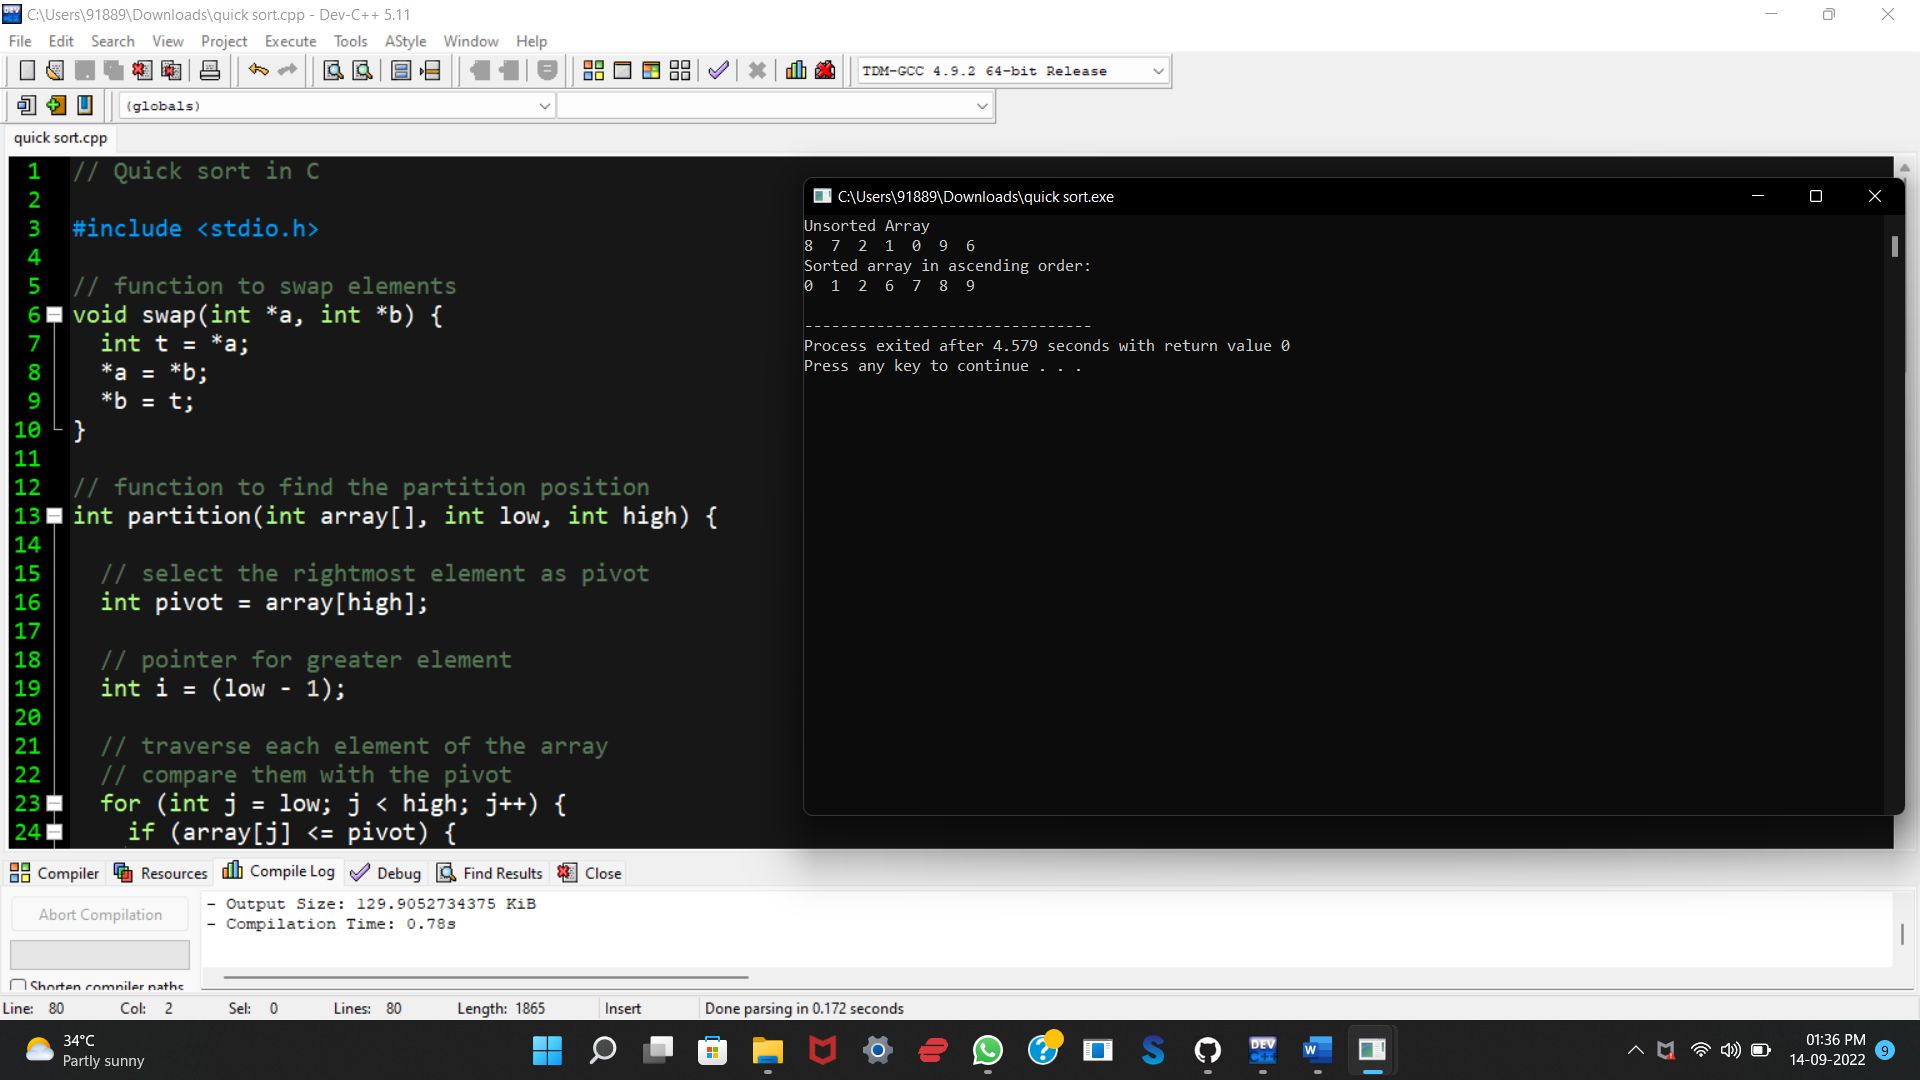 C:\Users\91889\Downloads\quick sort.cpp - Dev-C++ 5.11
File Edit Search View Project Execute Tools AStyle Window Help
TDM-GCC 4.9.2 64-bit Release
(globals)
quick sort.cpp
1 // Quick sort in C
2
3 #include <stdio.h>
4
5 // function to swap elements
6 void swap(int *a, int *b) {
7 int t = *a;
8 *a = *b;
9 *b = t;
10 }
11
12 // function to find the partition position
13 int partition(int array[], int low, int high) {
14
15 // select the rightmost element as pivot
16 int pivot = array[high];
17
18 // pointer for greater element
19 int i = (low - 1);
20
21 // traverse each element of the array
22 // compare them with the pivot
23 for (int j = low; j < high; j++) {
24 if (array[j] <= pivot) {
C:\Users\91889\Downloads\quick sort.exe
Unsorted Array
8 7 2 1 0 9 6
Sorted array in ascending order:
0 1 2 6 7 8 9
--------------------------------
Process exited after 4.579 seconds with return value 0
Press any key to continue . . .
Compiler Resources Compile Log Debug Find Results Close
Abort Compilation
- Output Size: 129.9052734375 KiB
- Compilation Time: 0.78s
Shorten compiler paths
Line: 80 Col: 2 Sel: 0 Lines: 80 Length: 1865 Insert Done parsing in 0.172 seconds
34°C
Partly sunny
DEV
C++
W
S
01:36 PM
14-09-2022
9